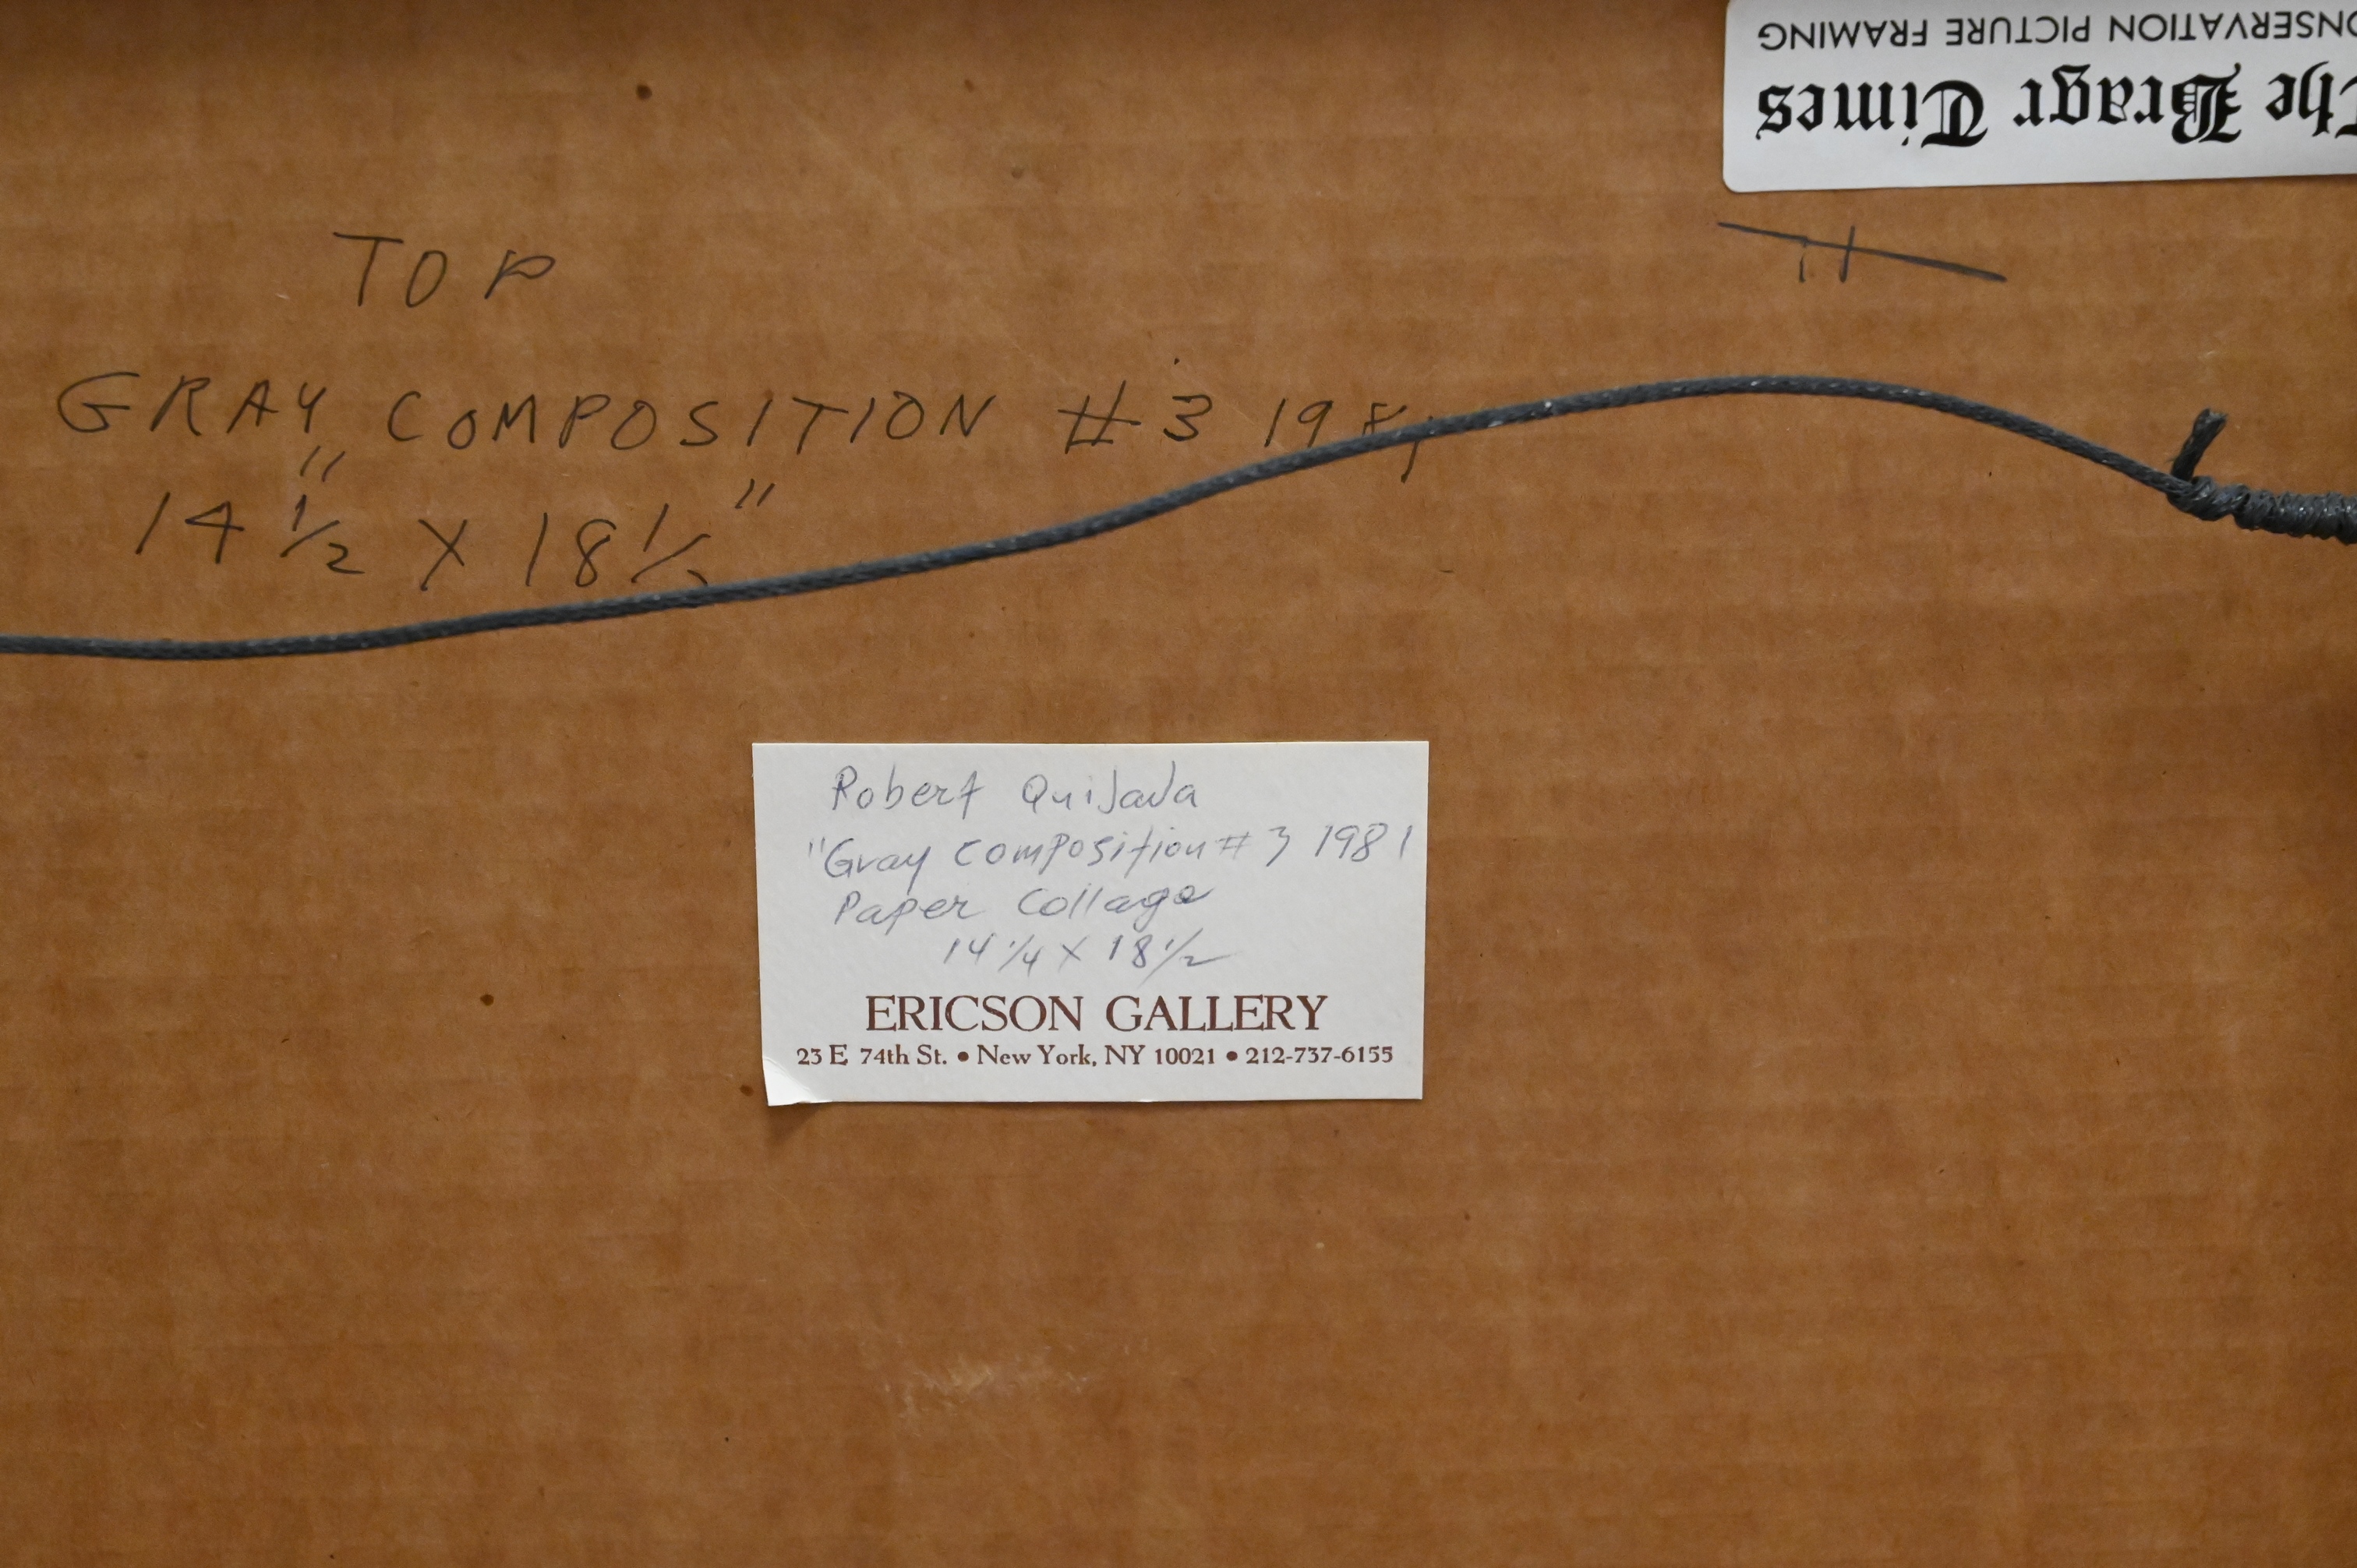 ONSERVATION PICTURE FRAMING
The Bragr Times
TOP
GRAY COMPOSITION #3 1981
14 1/2" X 18 1/2"
Robert Quijada
"Gray Composition # 3 1981
Paper Collage
14 1/4 X 18 1/2
ERICSON GALLERY
23 E 74th St. • New York, NY 10021 • 212-737-6155